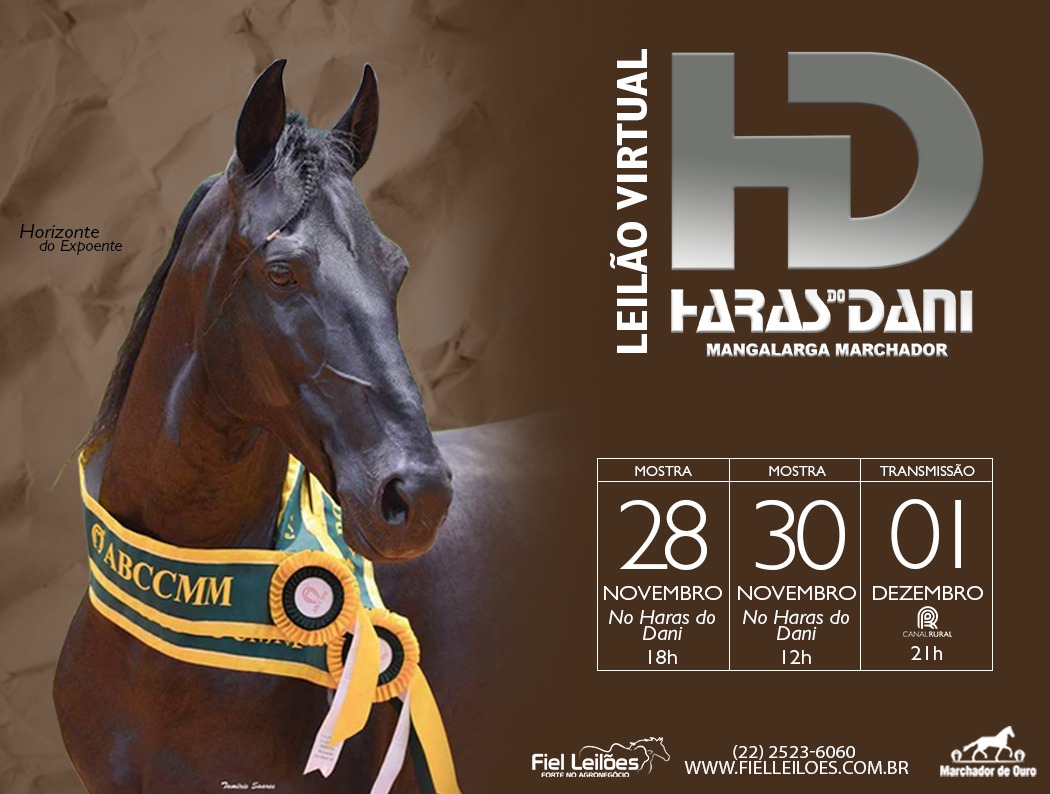 Horizonte
do Expoente
LEILÃO VIRTUAL
HD
HARAS DO DANI
MANGALARGA MARCHADOR
MOSTRA
28
NOVEMBRO
No Haras do
Dani
18h
MOSTRA
30
NOVEMBRO
No Haras do
Dani
12h
TRANSMISSÃO
01
DEZEMBRO
CANAL RURAL
21h
ABCCMM
Tamires Soares
Fiel Leilões
FORTE NO AGRONEGÓCIO
(22) 2523-6060
WWW.FIELLEILOES.COM.BR
Marchador de Ouro